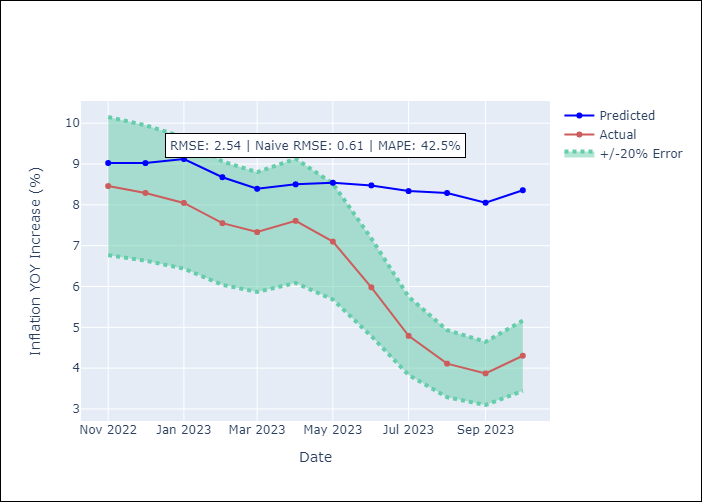 RMSE: 2.54 | Naive RMSE: 0.61 | MAPE: 42.5%
Predicted
Actual
+/-20% Error
Inflation YOY Increase (%)
10
9
8
7
6
5
4
3
Nov 2022 Jan 2023 Mar 2023 May 2023 Jul 2023 Sep 2023
Date